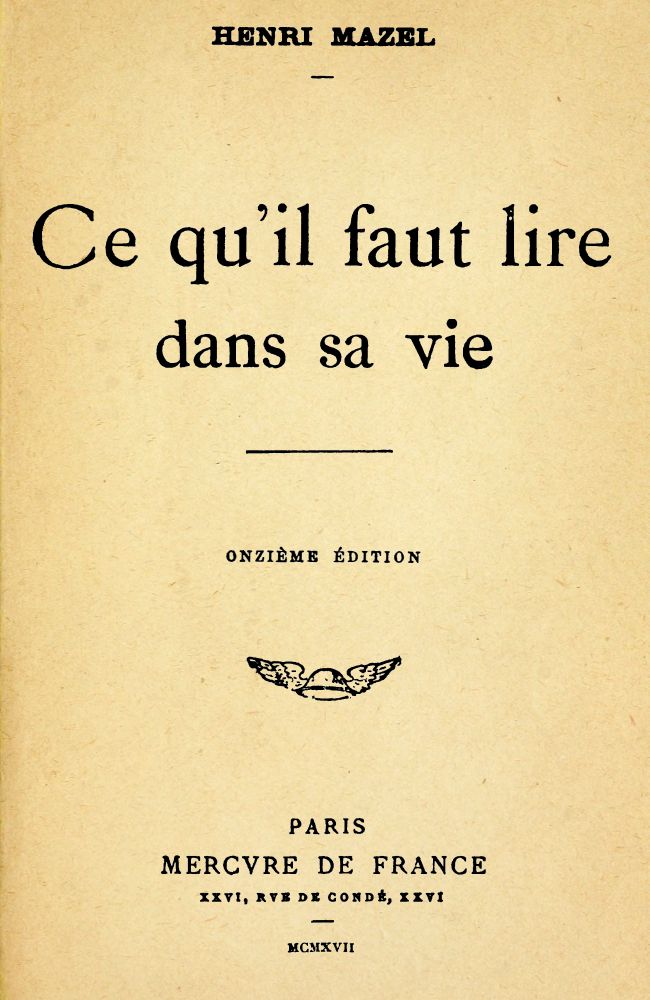 HENRI MAZEL
Ce qu'il faut lire
dans sa vie
ONZIÈME ÉDITION
PARIS
MERCVRE DE FRANCE
XXVI, RVE DE CONDÉ, XXVI
MCMXVII